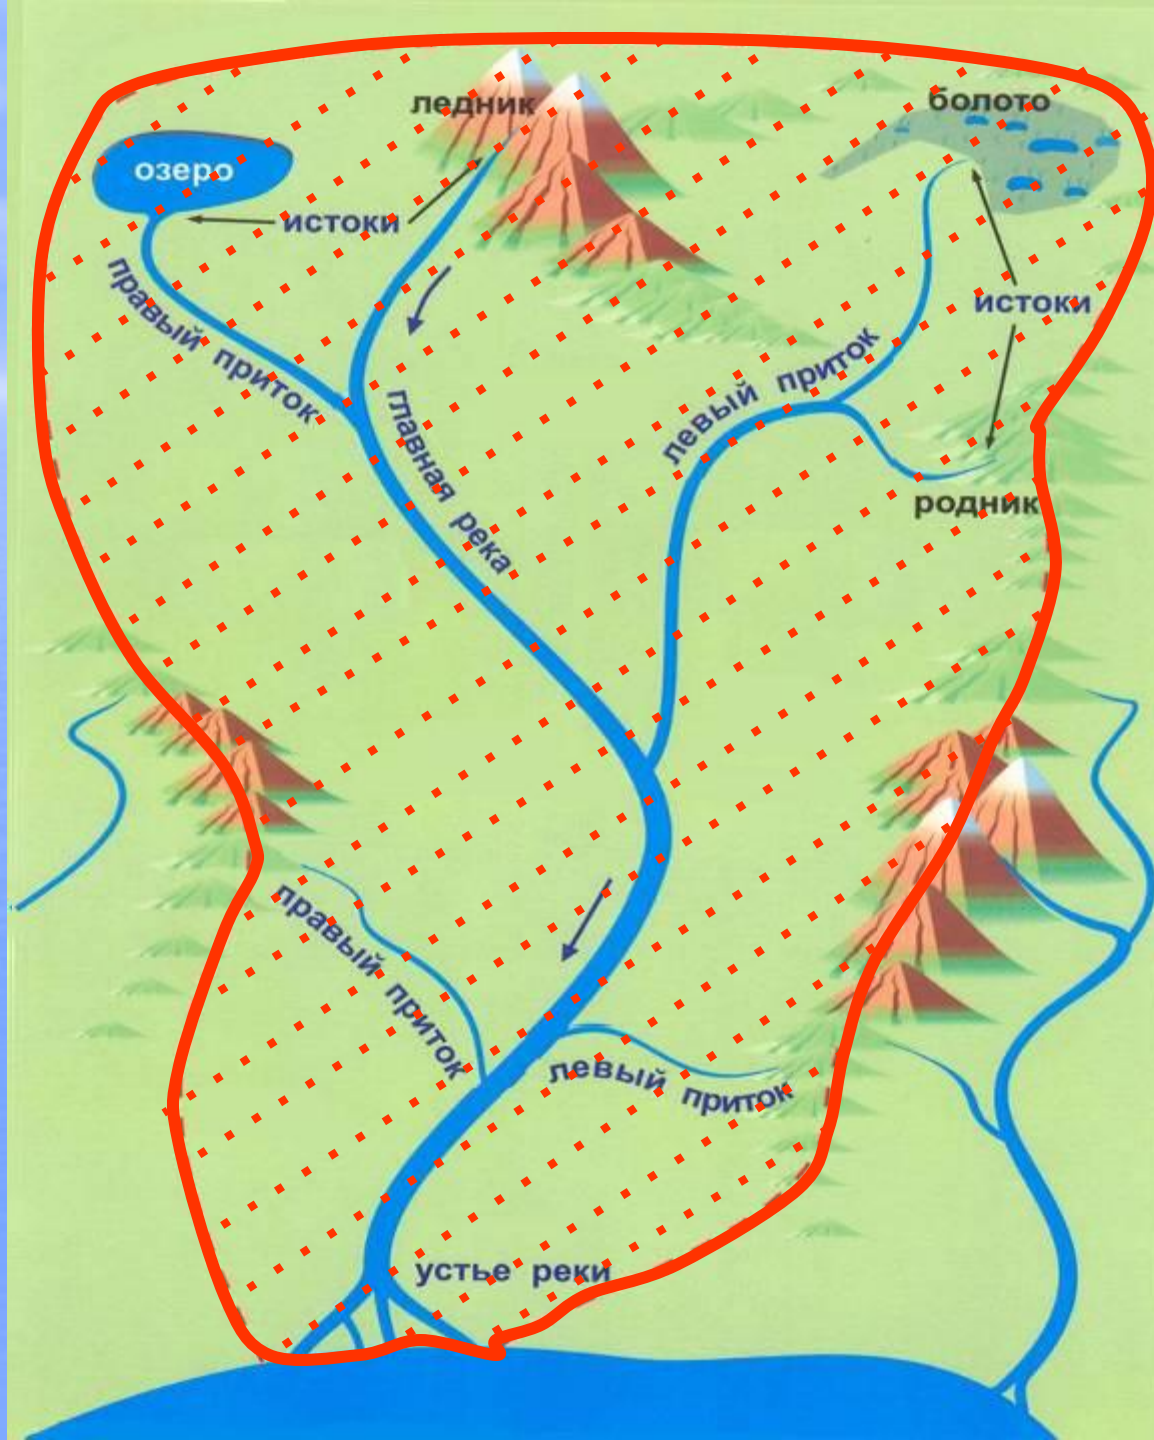 ледник
болото
озеро
истоки
истоки
правый приток
главная река
левый приток
родник
правый приток
левый приток
устье реки